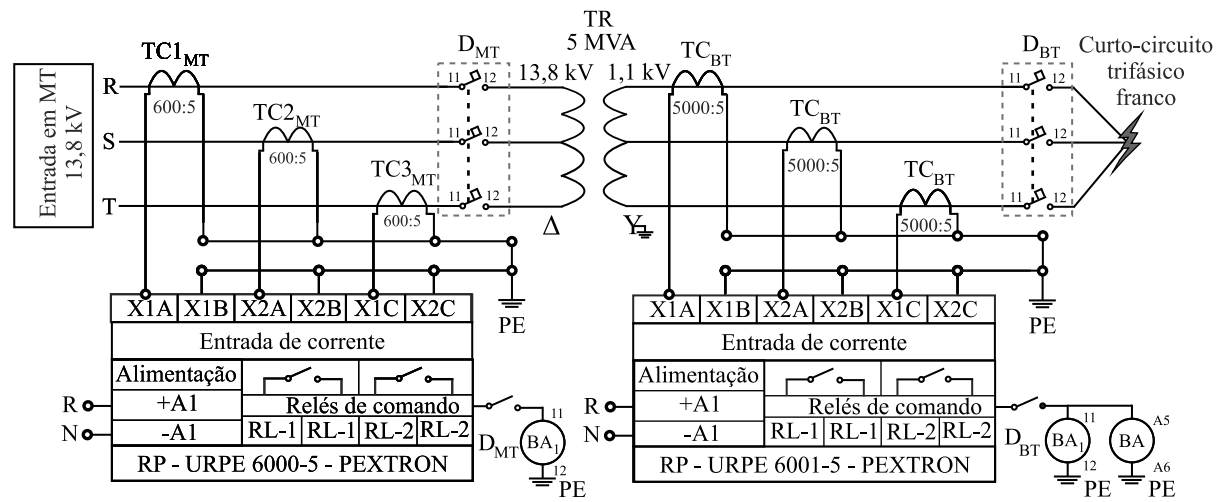 TR
5 MVA
TC1MT
DMT
13,8 kV
1,1 kV
TCBT
DBT
Curto-circuito
trifásico
franco
Entrada em MT
13,8 kV
R
600:5
11
12
5000:5
11
12
TC2MT
TCBT
S
600:5
11
12
5000:5
11
12
TC3MT
TCBT
T
600:5
11
12
5000:5
11
12
Δ
Y
X1A
X1B
X2A
X2B
X1C
X2C
PE
X1A
X1B
X2A
X2B
X1C
X2C
PE
Entrada de corrente
Entrada de corrente
Alimentação
Alimentação
R
+A1
Relés de comando
R
+A1
Relés de comando
N
-A1
RL-1
RL-1
RL-2
RL-2
N
-A1
RL-1
RL-1
RL-2
RL-2
RP - URPE 6000-5 - PEXTRON
RP - URPE 6001-5 - PEXTRON
DMT
11
BA1
12
PE
DBT
11
BA1
12
PE
A5
BA
A6
PE